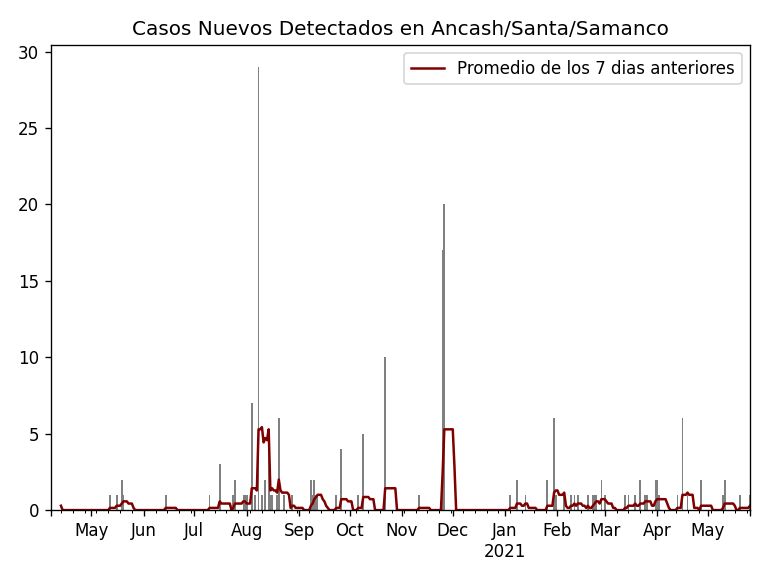 Casos Nuevos Detectados en Ancash/Santa/Samanco
Promedio de los 7 dias anteriores
30
25
20
15
10
5
0
May Jun Jul Aug Sep Oct Nov Dec Jan Feb Mar Apr May
2021